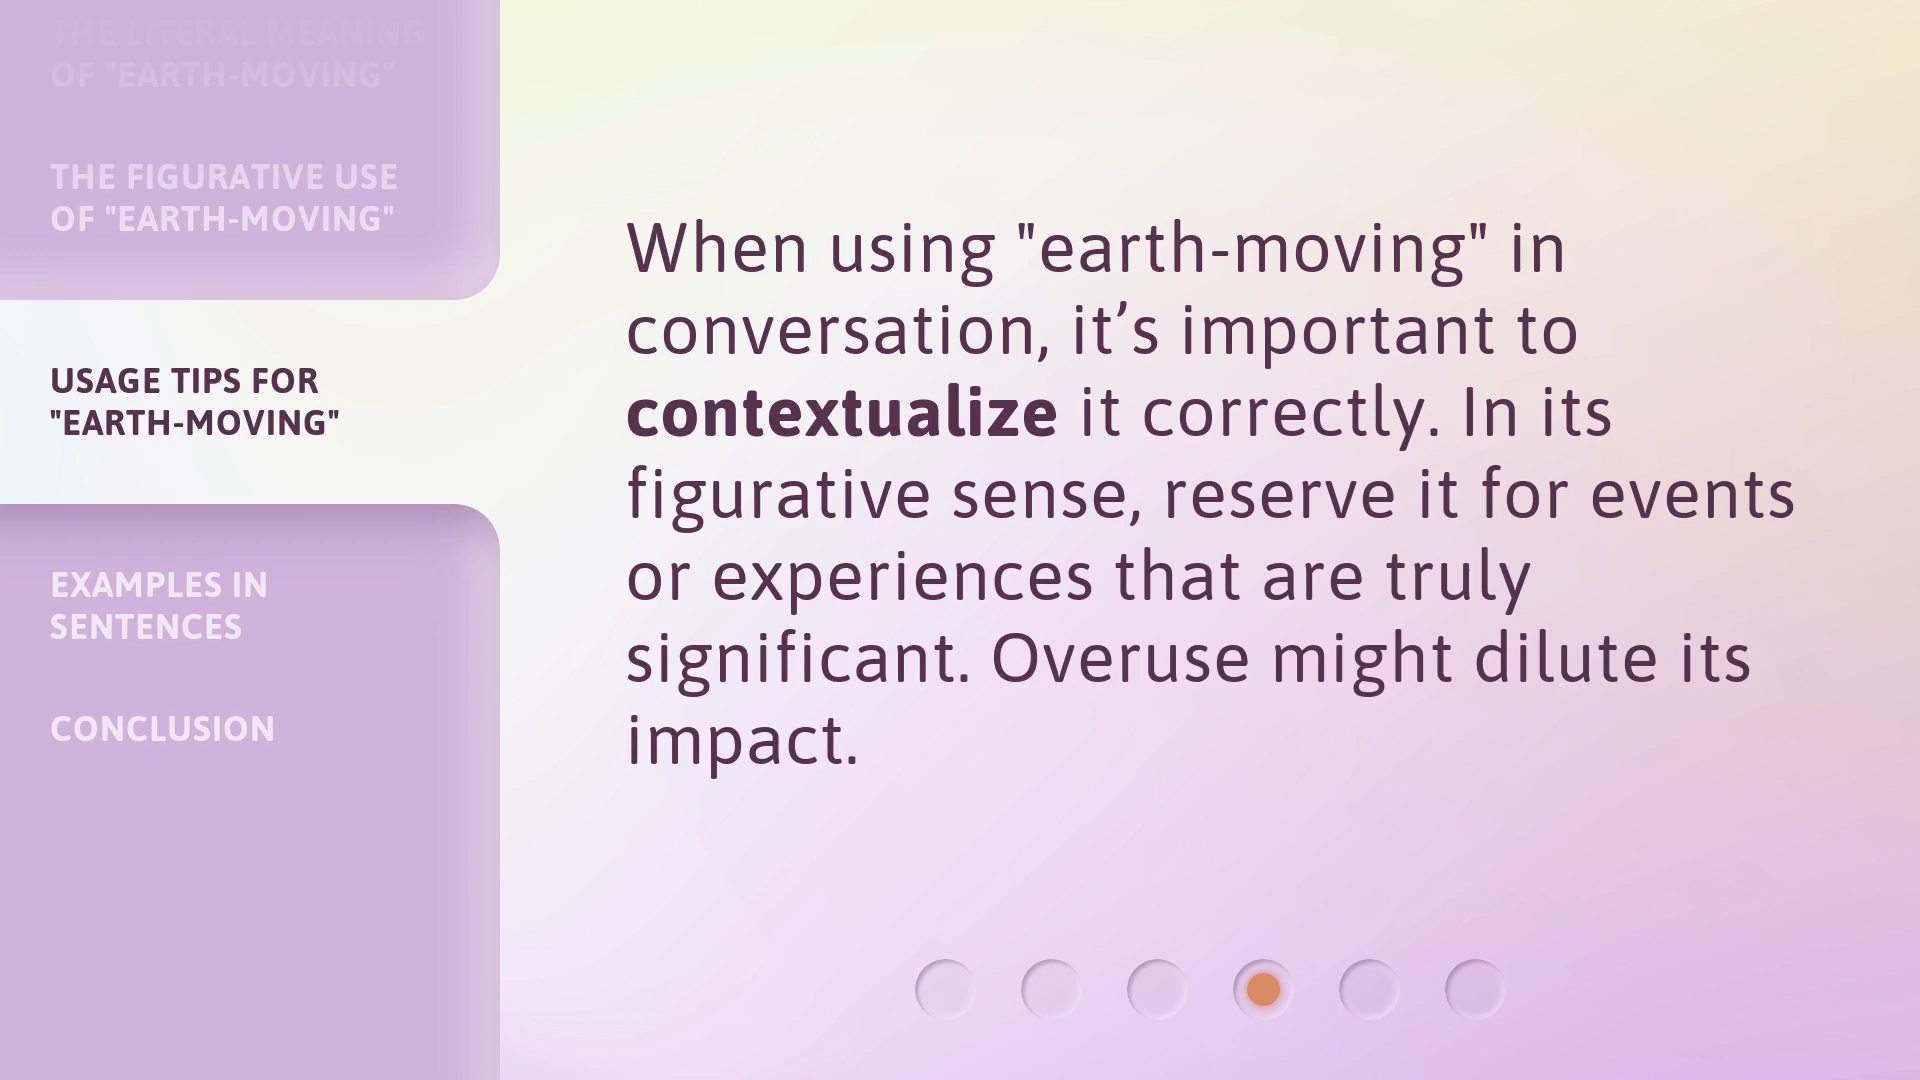 THE LITERAL MEANING
OF "EARTH-MOVING"
THE FIGURATIVE USE
OF "EARTH-MOVING"
USAGE TIPS FOR
"EARTH-MOVING"
EXAMPLES IN
SENTENCES
CONCLUSION
When using "earth-moving" in
conversation, it’s important to
contextualize it correctly. In its
figurative sense, reserve it for events
or experiences that are truly
significant. Overuse might dilute its
impact.